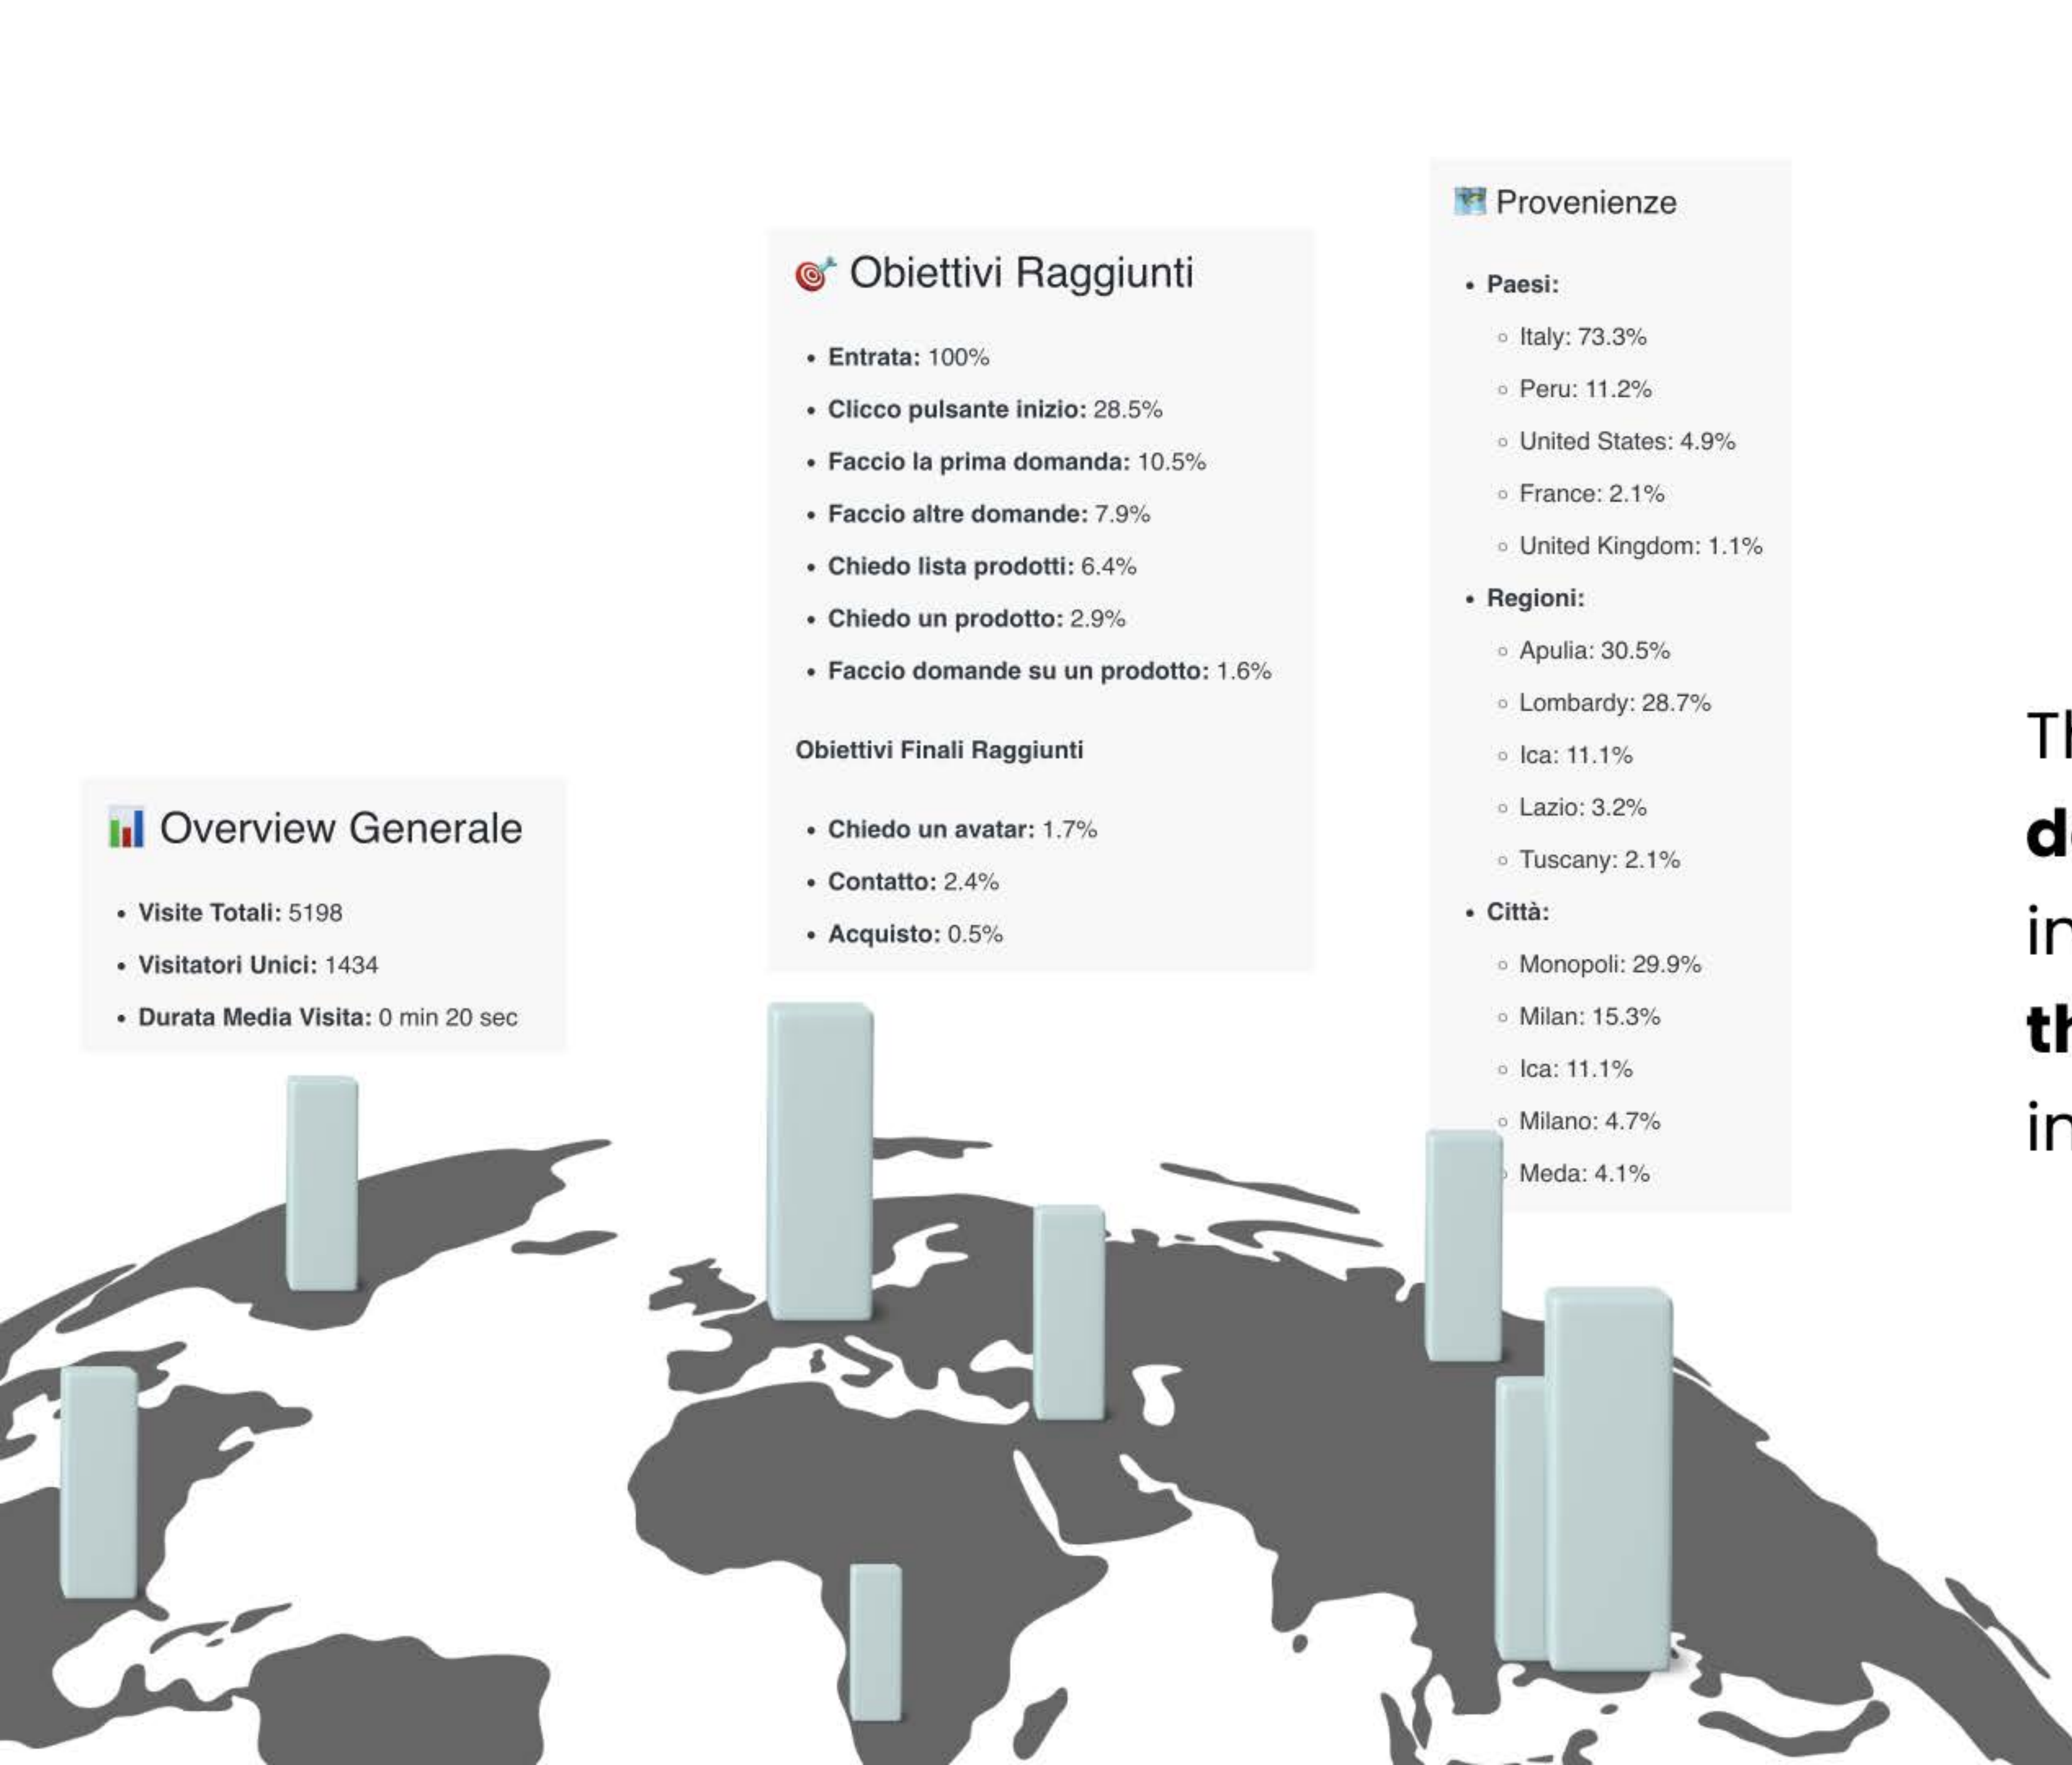 Overview Generale
Visite Totali: 5198
Visitatori Unici: 1434
Durata Media Visita: 0 min 20 sec
Obiettivi Raggiunti
Entrata: 100%
Clicco pulsante inizio: 28.5%
Faccio la prima domanda: 10.5%
Faccio altre domande: 7.9%
Chiedo lista prodotti: 6.4%
Chiedo un prodotto: 2.9%
Faccio domande su un prodotto: 1.6%
Obiettivi Finali Raggiunti
Chiedo un avatar: 1.7%
Contatto: 2.4%
Acquisto: 0.5%
Provenienze
Paesi:
Italy: 73.3%
Peru: 11.2%
United States: 4.9%
France: 2.1%
United Kingdom: 1.1%
Regioni:
Apulia: 30.5%
Lombardy: 28.7%
Ica: 11.1%
Lazio: 3.2%
Tuscany: 2.1%
Città:
Monopoli: 29.9%
Milan: 15.3%
Ica: 11.1%
Milano: 4.7%
Meda: 4.1%